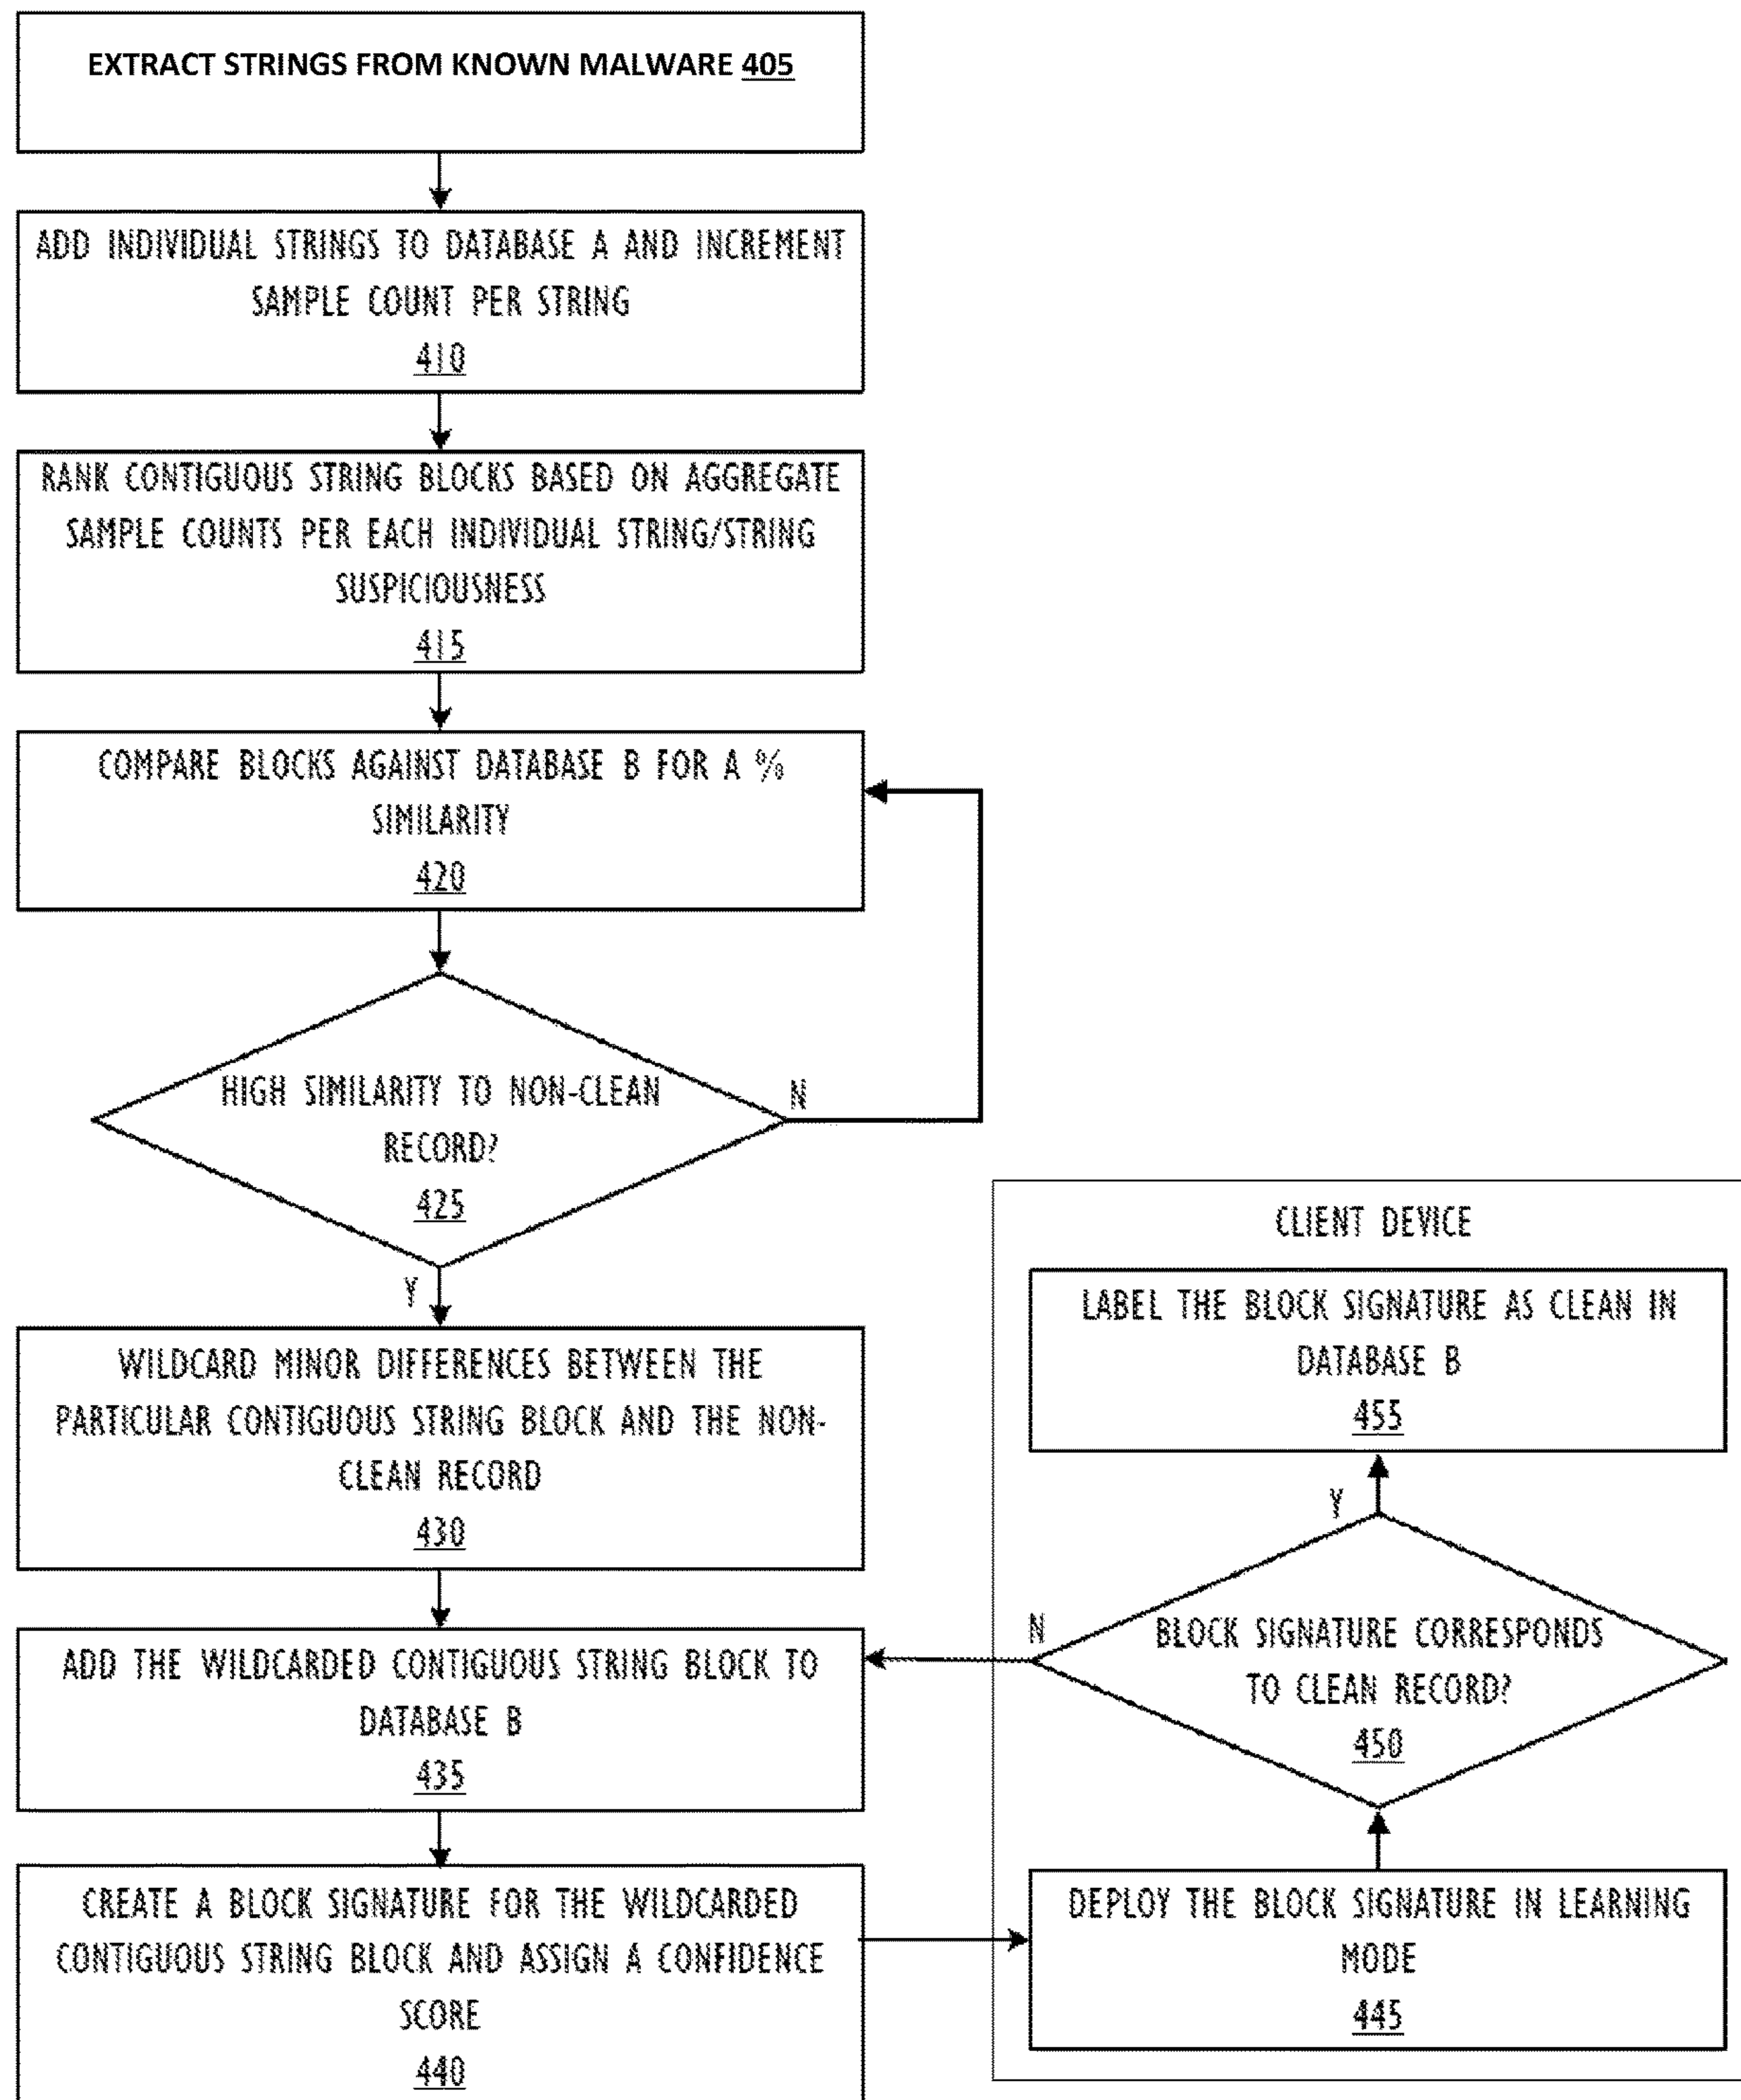 EXTRACT STRINGS FROM KNOWN MALWARE 405
ADD INDIVIDUAL STRINGS TO DATABASE A AND INCREMENT
SAMPLE COUNT PER STRING
410
RANK CONTIGUOUS STRING BLOCKS BASED ON AGGREGATE
SAMPLE COUNTS PER EACH INDIVIDUAL STRING/STRING
SUSPICIOUSNESS
415
COMPARE BLOCKS AGAINST DATABASE B FOR A %
SIMILARITY
420
HIGH SIMILARITY TO NON-CLEAN
RECORD?
425
N
Y
WILDCARD MINOR DIFFERENCES BETWEEN THE
PARTICULAR CONTIGUOUS STRING BLOCK AND THE NON-
CLEAN RECORD
430
ADD THE WILDCARDED CONTIGUOUS STRING BLOCK TO
DATABASE B
435
CREATE A BLOCK SIGNATURE FOR THE WILDCARDED
CONTIGUOUS STRING BLOCK AND ASSIGN A CONFIDENCE
SCORE
440
CLIENT DEVICE
LABEL THE BLOCK SIGNATURE AS CLEAN IN
DATABASE B
455
Y
N
BLOCK SIGNATURE CORRESPONDS
TO CLEAN RECORD?
450
DEPLOY THE BLOCK SIGNATURE IN LEARNING
MODE
445